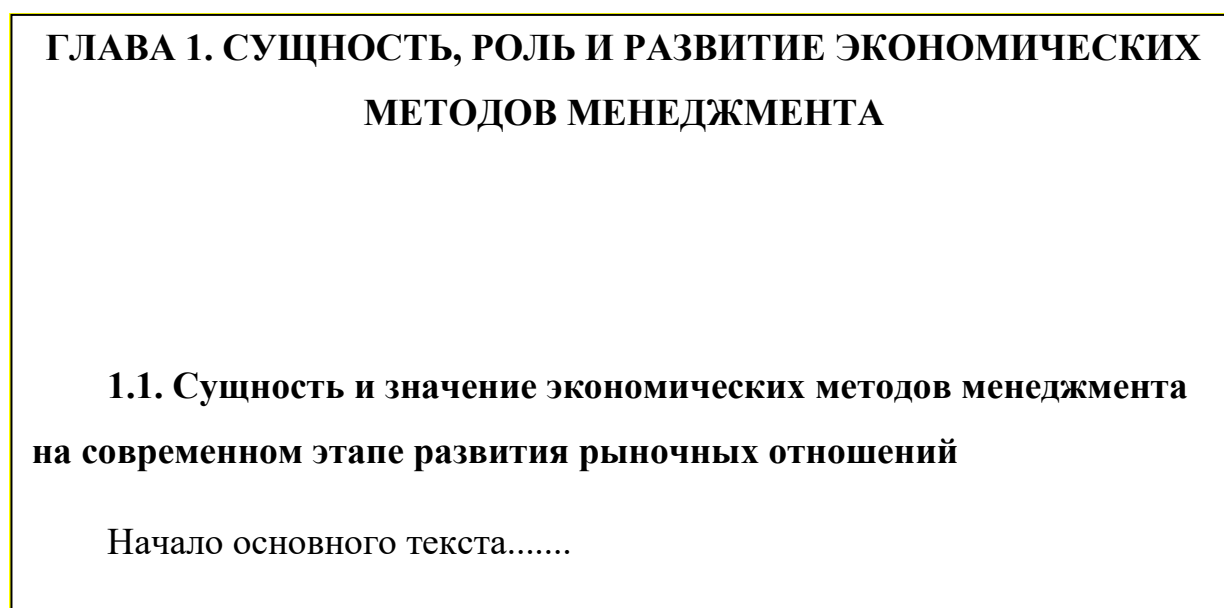 ГЛАВА 1. СУЩНОСТЬ, РОЛЬ И РАЗВИТИЕ ЭКОНОМИЧЕСКИХ
МЕТОДОВ МЕНЕДЖМЕНТА
1.1. Сущность и значение экономических методов менеджмента
на современном этапе развития рыночных отношений
Начало основного текста.......